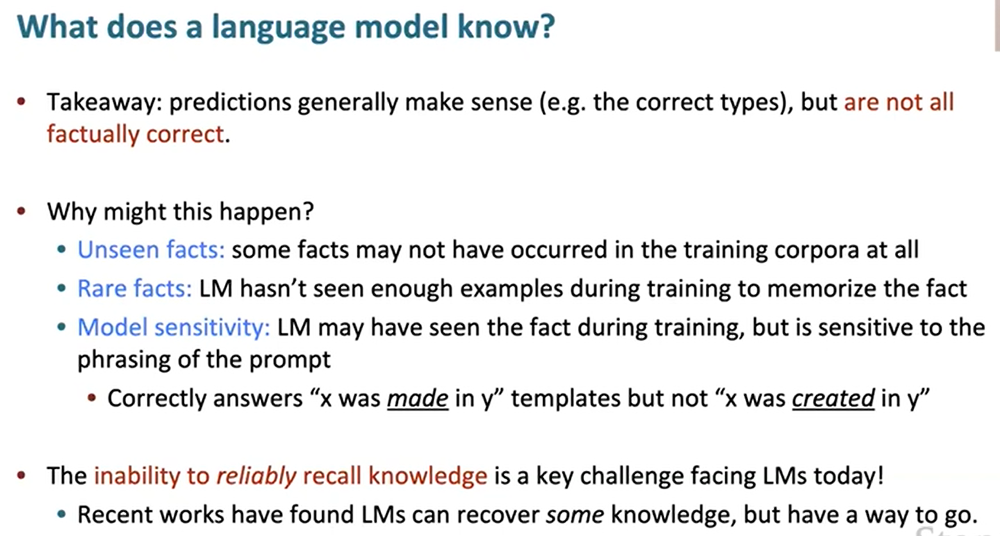 What does a language model know?
• Takeaway: predictions generally make sense (e.g. the correct types), but are not all
factually correct.
• Why might this happen?
• Unseen facts: some facts may not have occurred in the training corpora at all
• Rare facts: LM hasn’t seen enough examples during training to memorize the fact
• Model sensitivity: LM may have seen the fact during training, but is sensitive to the
phrasing of the prompt
• Correctly answers “x was made in y” templates but not “x was created in y”
• The inability to reliably recall knowledge is a key challenge facing LMs today!
• Recent works have found LMs can recover some knowledge, but have a way to go.